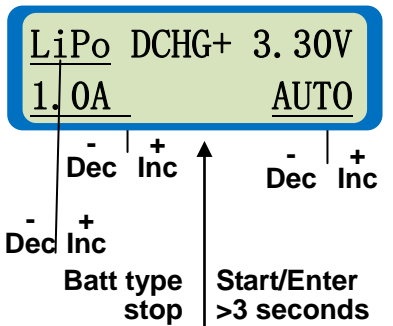 LiPo DCHG+ 3.30V
1.0A AUTO
- + - +
Dec Inc Dec Inc
- +
Dec Inc
Batt type Start/Enter
stop >3 seconds